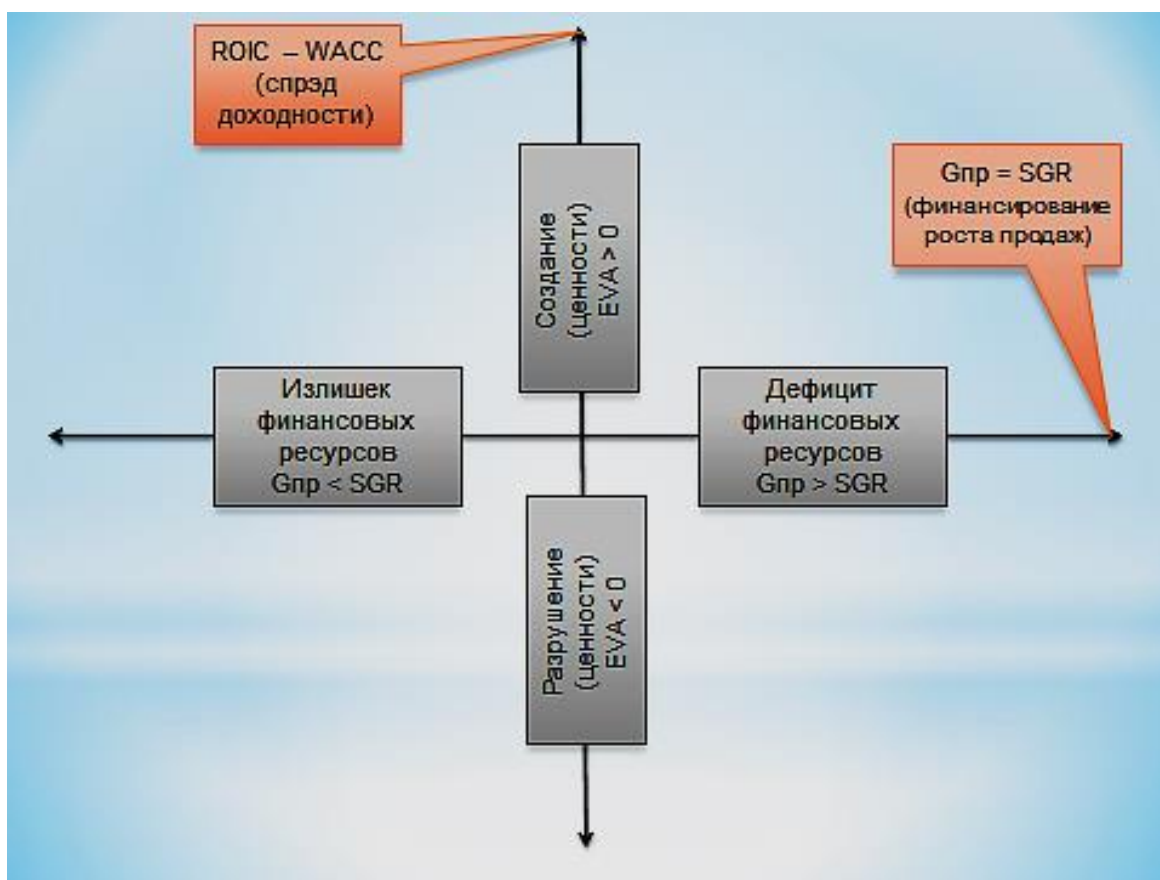 ROIC – WACC
(спрэд
доходности)
Gпр = SGR
(финансирование
роста продаж)
Создание
(ценности)
EVA > 0
Излишек
финансовых
ресурсов
Gпр < SGR
Дефицит
финансовых
ресурсов
Gпр > SGR
Разрушение
(ценности)
EVA < 0